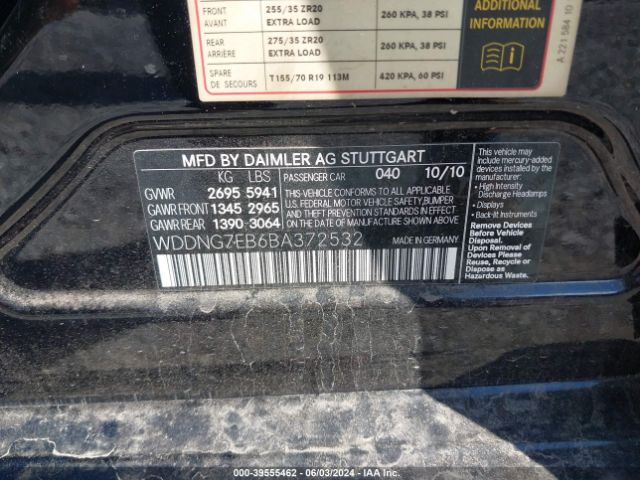 FRONT
AVANT
255/35 ZR20
EXTRA LOAD
260 KPA, 38 PSI
REAR
ARRIÈRE
275/35 ZR20
EXTRA LOAD
260 KPA, 38 PSI
SPARE
DE SECOURS
T155/70 R19 113M
420 KPA, 60 PSI
ADDITIONAL
INFORMATION
A 221 584 10
MFD BY DAIMLER AG STUTTGART
KG LBS
GVWR 2695 5941
GAWR FRONT 1345 2965
GAWR REAR 1390 3064
PASSENGER CAR 040 10/10
THIS VEHICLE CONFORMS TO ALL APPLICABLE
U.S. FEDERAL MOTOR VEHICLE SAFETY,BUMPER
AND THEFT PREVENTION STANDARDS IN EFFECT
ON THE DATE OF MANUFACTURE SHOWN ABOVE.
WDDNG7EB6BA372532
GERMANY
This vehicle may include
mercury-added devices
installed by the
manufacturer:
- High Intensity
Discharge Headlamps
- Displays
- Back-lit Instruments
Remove Devices
Before Vehicle
Disposal.
Upon Removal of
Devices Please
Reuse, Recycle or
Dispose as
Hazardous Waste.
000-39555462 - 06/03/2024 - IAA Inc.